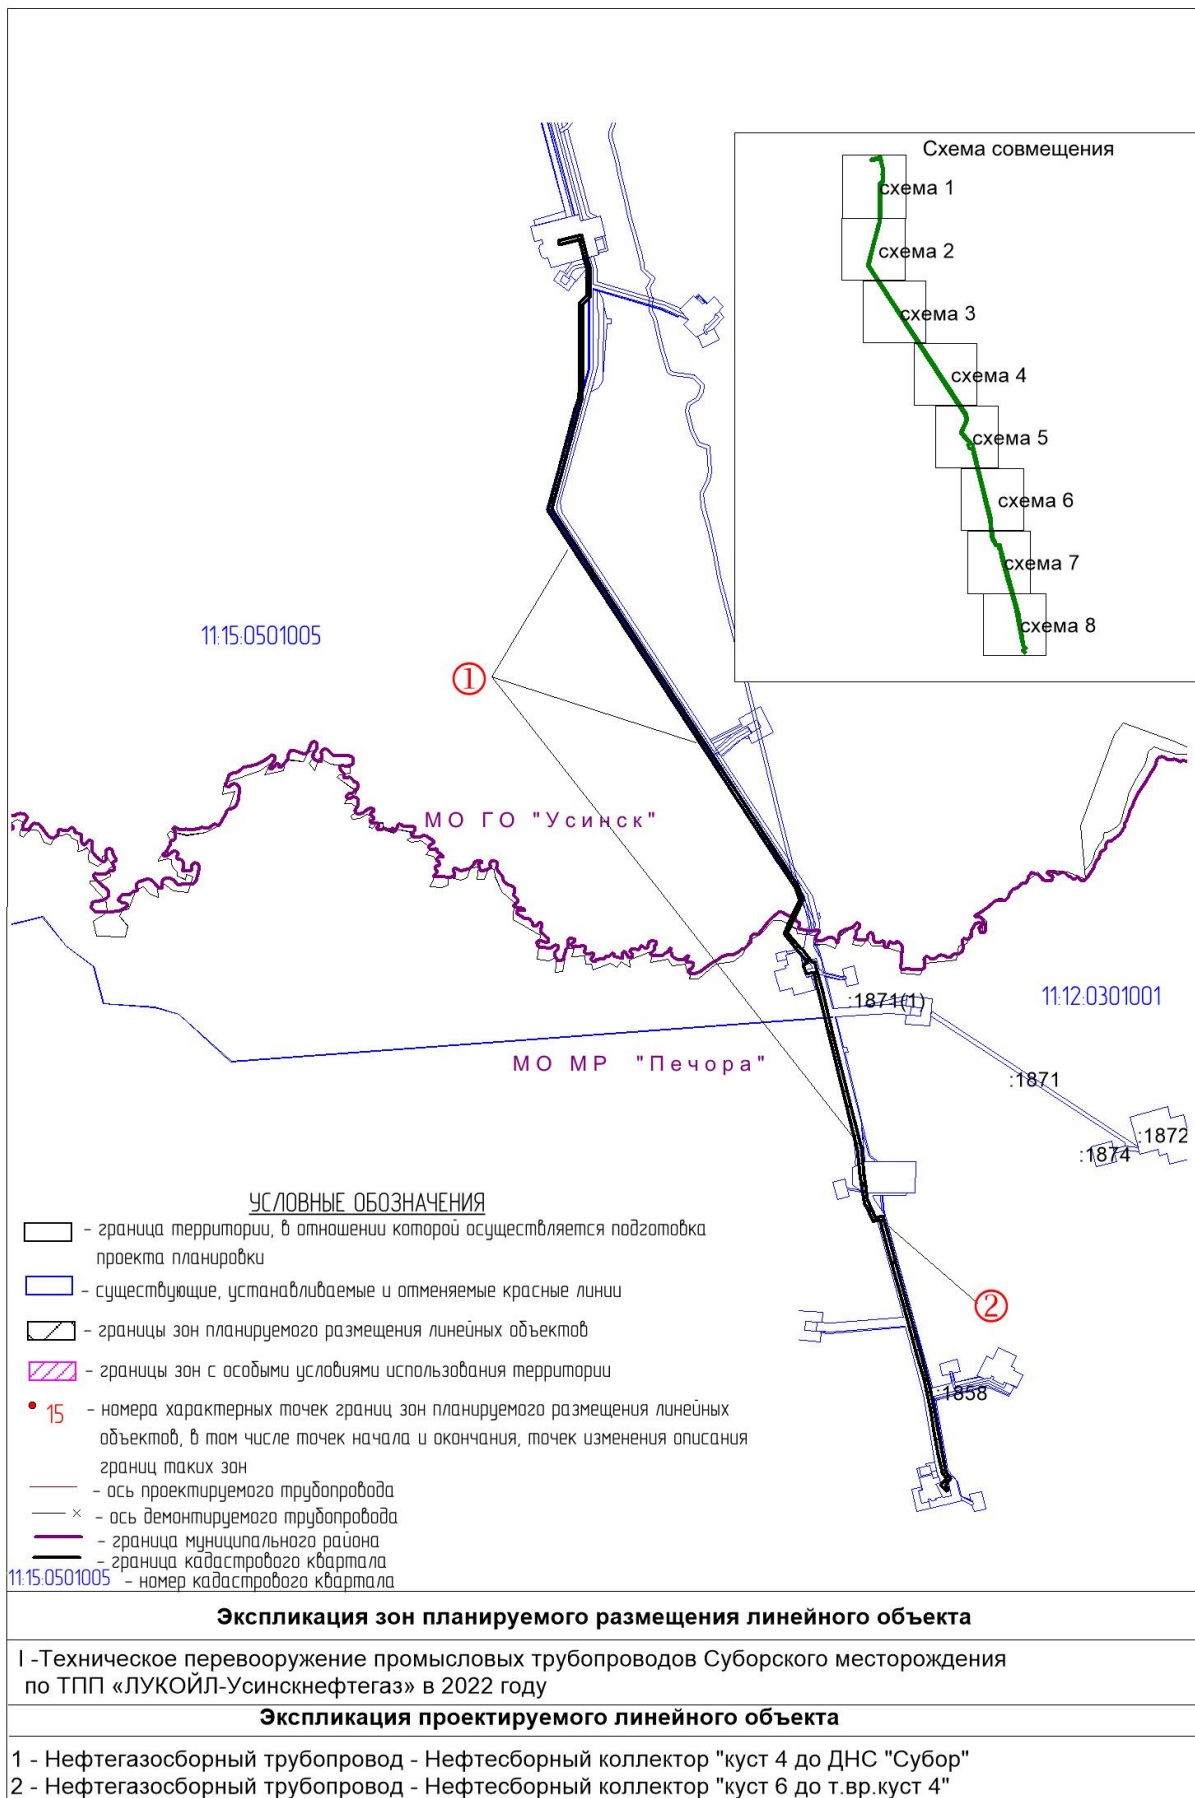 Схема совмещения
схема 1
схема 2
схема 3
схема 4
схема 5
схема 6
схема 7
схема 8
11:15:0501005
1
МО ГО "Усинск"
:1871(1)
11:12:0301001
МО МР "Печора"
:1871
:1872
:1874
2
:1858
УСЛОВНЫЕ ОБОЗНАЧЕНИЯ
- граница территории, в отношении которой осуществляется подготовка
проекта планировки
- существующие, устанавливаемые и отменяемые красные линии
- границы зон планируемого размещения линейных объектов
- границы зон с особыми условиями использования территории
15 - номера характерных точек границ зон планируемого размещения линейных
объектов, в том числе точек начала и окончания, точек изменения описания
границ таких зон
- ось проектируемого трубопровода
- ось демонтируемого трубопровода
- граница муниципального района
- граница кадастрового квартала
11:15:0501005 - номер кадастрового квартала
Экспликация зон планируемого размещения линейного объекта
I -Техническое перевооружение промысловых трубопроводов Суборского месторождения
по ТПП «ЛУКОЙЛ-Усинскнефтегаз» в 2022 году
Экспликация проектируемого линейного объекта
1 - Нефтегазосборный трубопровод - Нефтесборный коллектор "куст 4 до ДНС "Субор"
2 - Нефтегазосборный трубопровод - Нефтесборный коллектор "куст 6 до т.вр.куст 4"